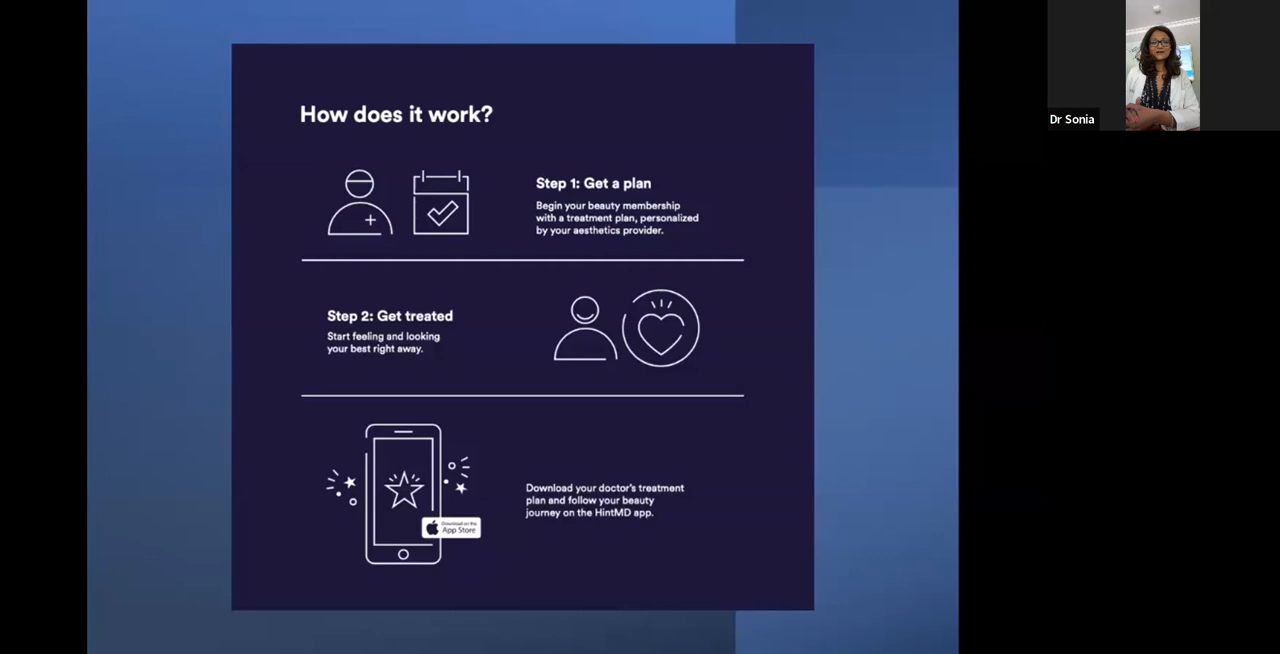 How does it work?
Step 1: Get a plan
Begin your beauty membership
with a treatment plan, personalized
by your aesthetics provider.
Step 2: Get treated
Start feeling and looking
your best right away.
Download your doctor's treatment
plan and follow your beauty
journey on the HintMD app.
Download on the
App Store
Dr Sonia